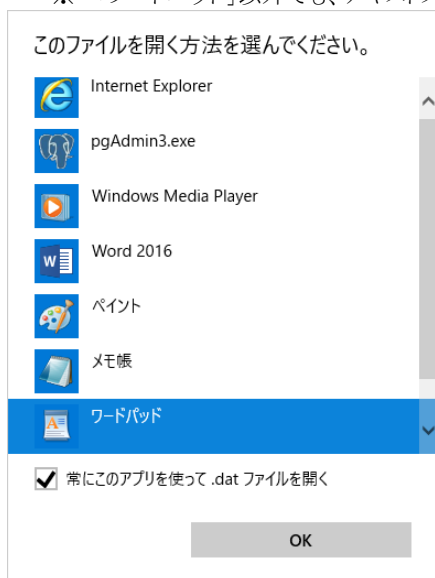 このファイルを開く方法を選んでください。
Internet Explorer
pgAdmin3.exe
Windows Media Player
Word 2016
ペイント
メモ帳
ワードパッド
常にこのアプリを使って .dat ファイルを開く
OK